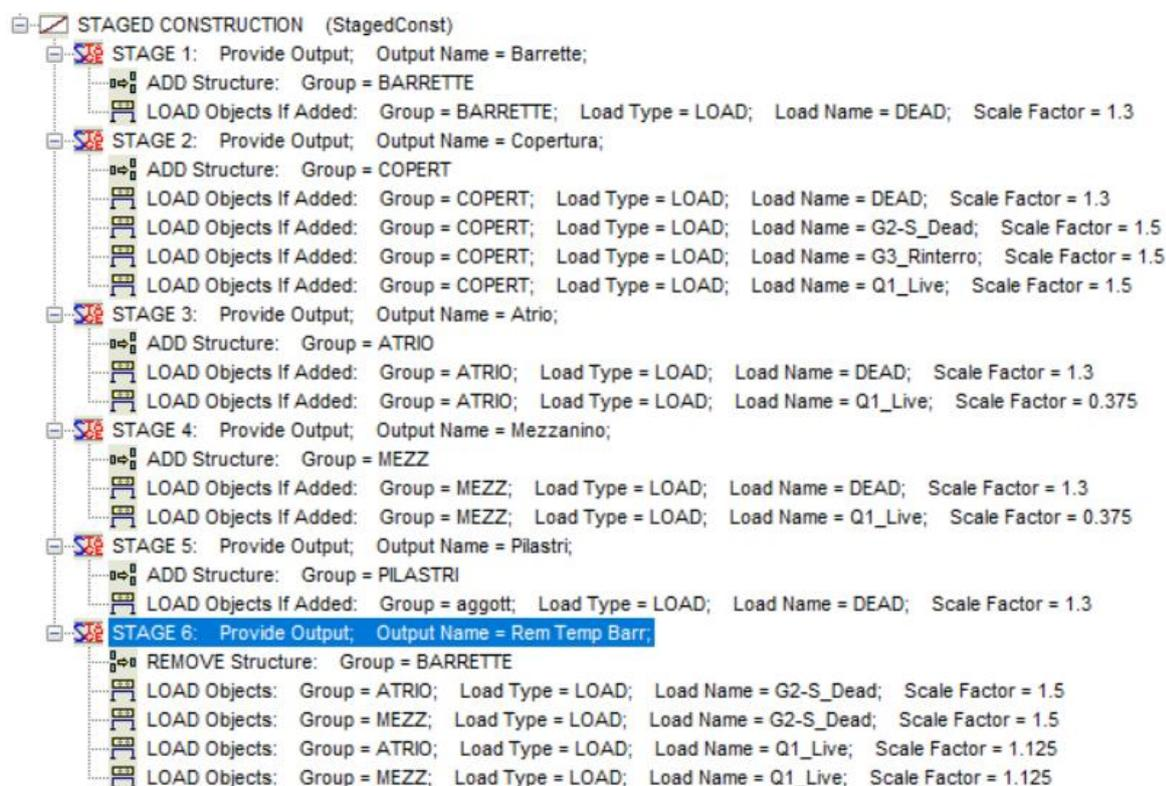 STAGED CONSTRUCTION (StagedConst)
STAGE 1: Provide Output; Output Name = Barrette;
ADD Structure: Group = BARRETTE
LOAD Objects If Added: Group = BARRETTE; Load Type = LOAD; Load Name = DEAD; Scale Factor = 1.3
STAGE 2: Provide Output; Output Name = Copertura;
ADD Structure: Group = COPERT
LOAD Objects If Added: Group = COPERT; Load Type = LOAD; Load Name = DEAD; Scale Factor = 1.3
LOAD Objects If Added: Group = COPERT; Load Type = LOAD; Load Name = G2-S_Dead; Scale Factor = 1.5
LOAD Objects If Added: Group = COPERT; Load Type = LOAD; Load Name = G3_Rinterro; Scale Factor = 1.5
LOAD Objects If Added: Group = COPERT; Load Type = LOAD; Load Name = Q1_Live; Scale Factor = 1.5
STAGE 3: Provide Output; Output Name = Atrio;
ADD Structure: Group = ATRIO
LOAD Objects If Added: Group = ATRIO; Load Type = LOAD; Load Name = DEAD; Scale Factor = 1.3
LOAD Objects If Added: Group = ATRIO; Load Type = LOAD; Load Name = Q1_Live; Scale Factor = 0.375
STAGE 4: Provide Output; Output Name = Mezzanino;
ADD Structure: Group = MEZZ
LOAD Objects If Added: Group = MEZZ; Load Type = LOAD; Load Name = DEAD; Scale Factor = 1.3
LOAD Objects If Added: Group = MEZZ; Load Type = LOAD; Load Name = Q1_Live; Scale Factor = 0.375
STAGE 5: Provide Output; Output Name = Pilastri;
ADD Structure: Group = PILASTRI
LOAD Objects If Added: Group = aggott; Load Type = LOAD; Load Name = DEAD; Scale Factor = 1.3
STAGE 6: Provide Output; Output Name = Rem Temp Barr;
REMOVE Structure: Group = BARRETTE
LOAD Objects: Group = ATRIO; Load Type = LOAD; Load Name = G2-S_Dead; Scale Factor = 1.5
LOAD Objects: Group = MEZZ; Load Type = LOAD; Load Name = G2-S_Dead; Scale Factor = 1.5
LOAD Objects: Group = ATRIO; Load Type = LOAD; Load Name = Q1_Live; Scale Factor = 1.125
LOAD Objects: Group = MEZZ; Load Type = LOAD; Load Name = Q1_Live; Scale Factor = 1.125